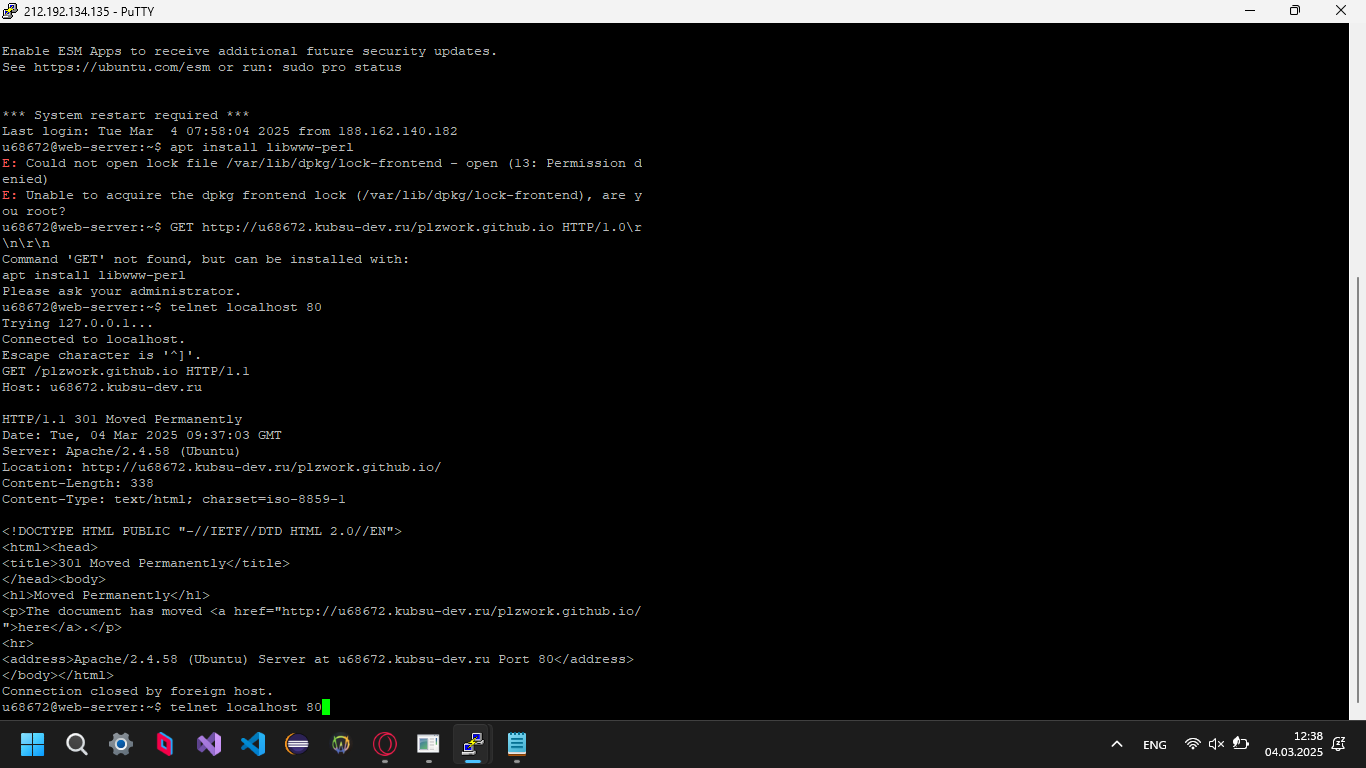 212.192.134.135 - PuTTY
Enable ESM Apps to receive additional future security updates.
See https://ubuntu.com/esm or run: sudo pro status
*** System restart required ***
Last login: Tue Mar  4 07:58:04 2025 from 188.162.140.182
u68672@web-server:~$ apt install libwww-perl
E: Could not open lock file /var/lib/dpkg/lock-frontend - open (13: Permission d
enied)
E: Unable to acquire the dpkg frontend lock (/var/lib/dpkg/lock-frontend), are y
ou root?
u68672@web-server:~$ GET http://u68672.kubsu-dev.ru/plzwork.github.io HTTP/1.0\r
\n\r\n
Command 'GET' not found, but can be installed with:
apt install libwww-perl
Please ask your administrator.
u68672@web-server:~$ telnet localhost 80
Trying 127.0.0.1...
Connected to localhost.
Escape character is '^]'.
GET /plzwork.github.io HTTP/1.1
Host: u68672.kubsu-dev.ru
HTTP/1.1 301 Moved Permanently
Date: Tue, 04 Mar 2025 09:37:03 GMT
Server: Apache/2.4.58 (Ubuntu)
Location: http://u68672.kubsu-dev.ru/plzwork.github.io/
Content-Length: 338
Content-Type: text/html; charset=iso-8859-1
<!DOCTYPE HTML PUBLIC "-//IETF//DTD HTML 2.0//EN">
<html><head>
<title>301 Moved Permanently</title>
</head><body>
<h1>Moved Permanently</h1>
<p>The document has moved <a href="http://u68672.kubsu-dev.ru/plzwork.github.io/
">here</a>.</p>
<hr>
<address>Apache/2.4.58 (Ubuntu) Server at u68672.kubsu-dev.ru Port 80</address>
</body></html>
Connection closed by foreign host.
u68672@web-server:~$ telnet localhost 80
ENG
12:38
04.03.2025